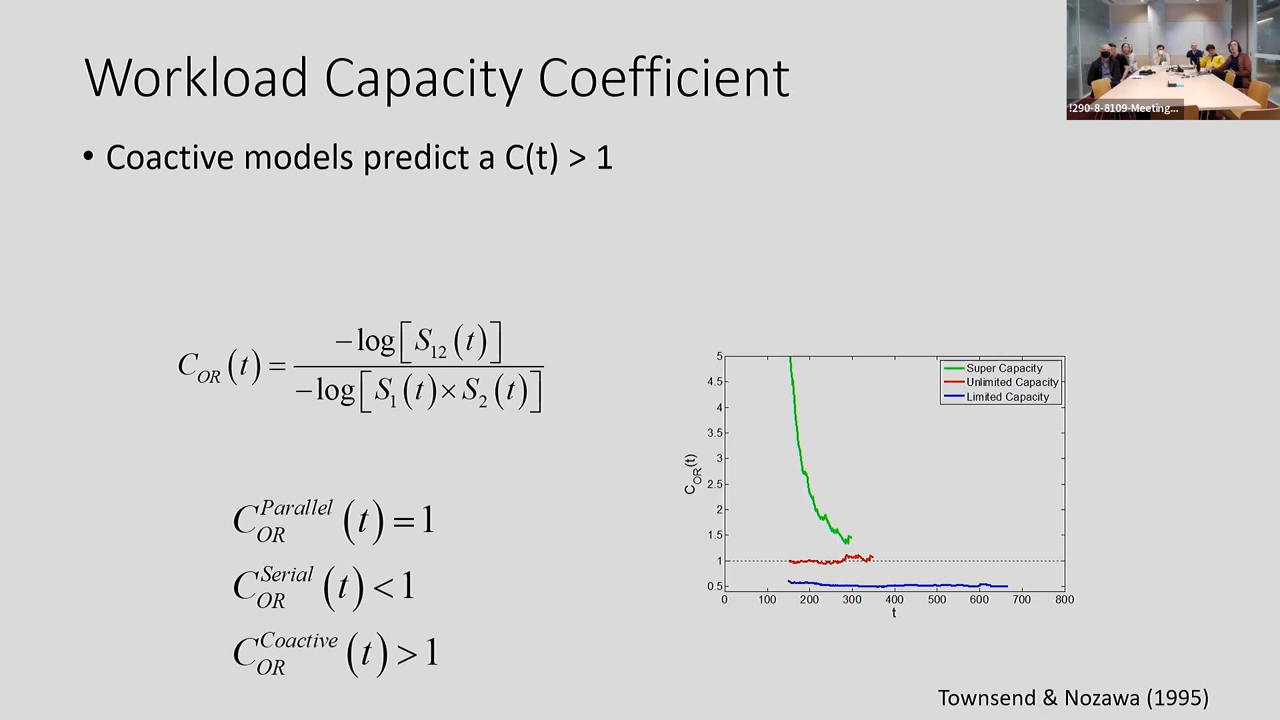 Workload Capacity Coefficient
!290-8-8109-Meeting...
• Coactive models predict a C(t) > 1
C_OR(t) = −log[S_12(t)] / −log[S_1(t)×S_2(t)]
C_OR^Parallel(t) = 1
C_OR^Serial(t) < 1
C_OR^Coactive(t) > 1
Super Capacity
Unlimited Capacity
Limited Capacity
5
4.5
4
3.5
3
2.5
2
1.5
1
0.5
C_OR(t)
0 100 200 300 400 500 600 700 800
t
Townsend & Nozawa (1995)